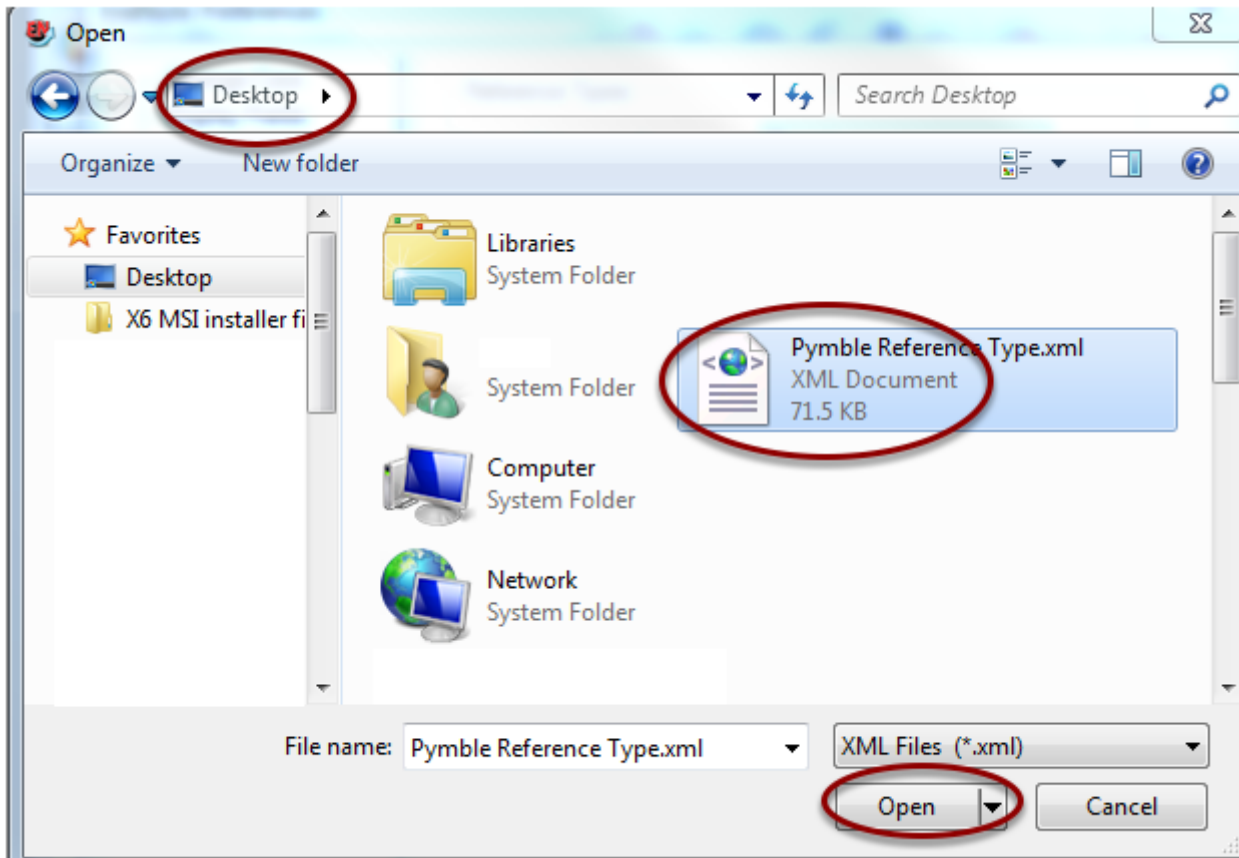 Open
Desktop
Search Desktop
Organize
New folder
Favorites
Desktop
X6 MSI installer fi
Libraries
System Folder
System Folder
Pymble Reference Type.xml
XML Document
71.5 KB
Computer
System Folder
Network
System Folder
File name: Pymble Reference Type.xml
XML Files (*.xml)
Open
Cancel